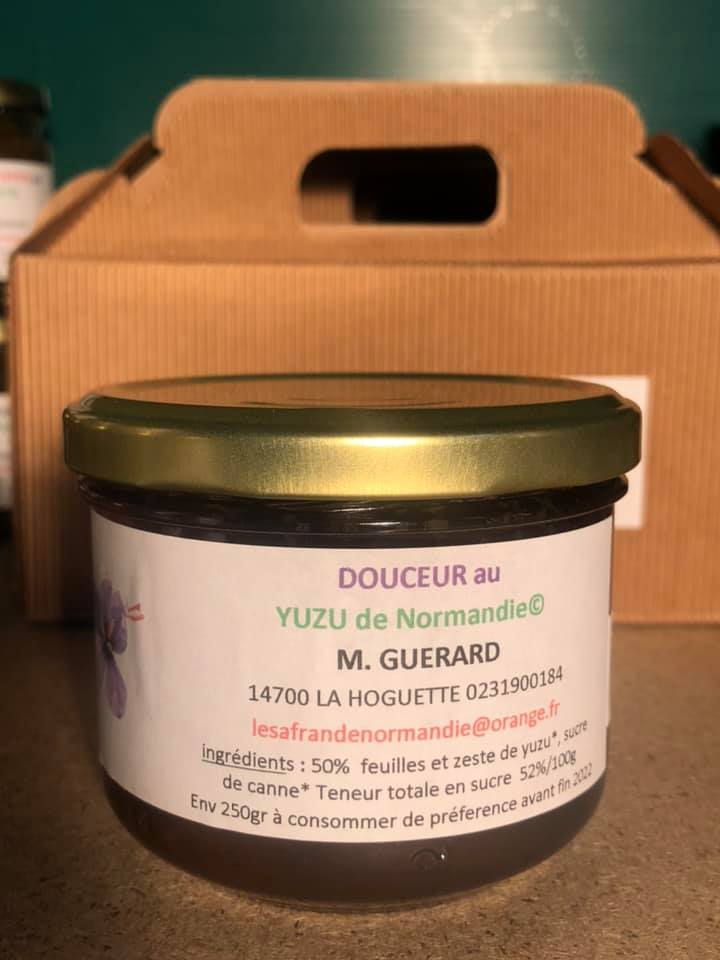 DOUCEUR au
YUZU de Normandie©
M. GUERARD
14700 LA HOGUETTE 0231900184
lesafrandenormandie@orange.fr
ingrédients : 50% feuilles et zeste de yuzu*, sucre
de canne* Teneur totale en sucre 52%/100g
Env 250gr à consommer de préference avant fin 2022